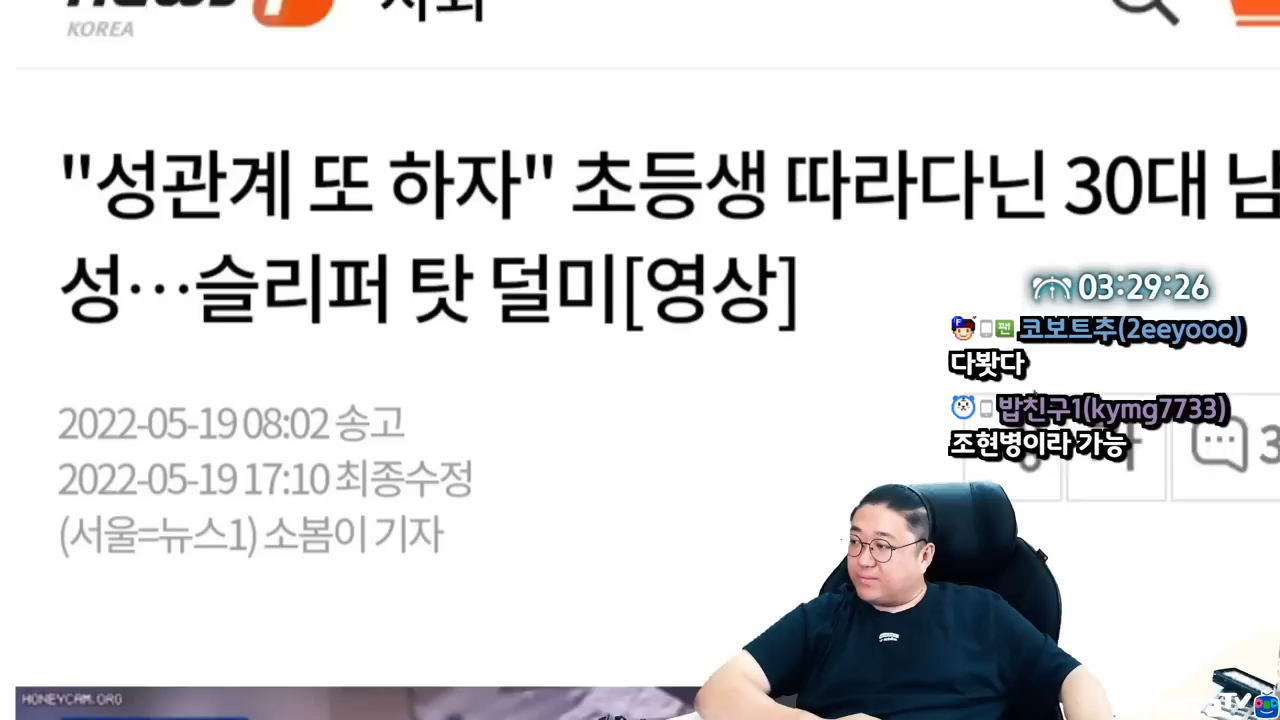 KOREA
"성관계 또 하자" 초등생 따라다닌 30대 남
성…슬리퍼 탓 덜미[영상]
03:29:26
코보트추(2eeyooo)
다봣다
밥친구1(kymg7733)
조현병이라 가능
2022-05-19 08:02 송고
2022-05-19 17:10 최종수정
(서울=뉴스1) 소봄이 기자
3
HONEYCAM.ORG
TV